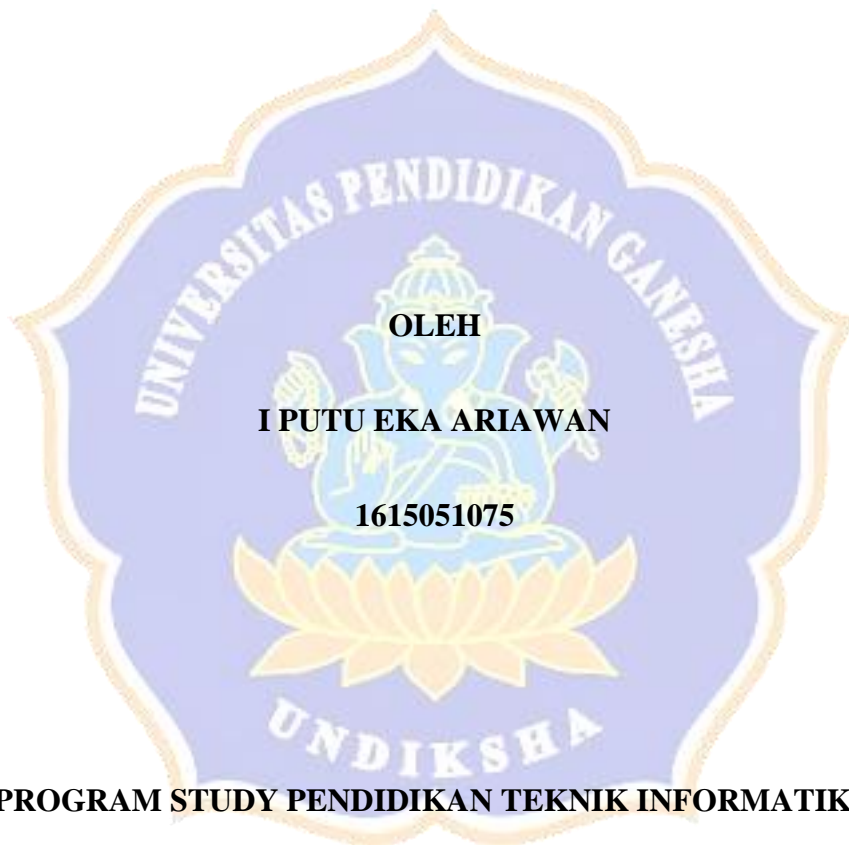 UNIVERSITAS PENDIDIKAN GANESHA
OLEH
I PUTU EKA ARIAWAN
1615051075
UNDIKSHA
PROGRAM STUDY PENDIDIKAN TEKNIK INFORMATIK